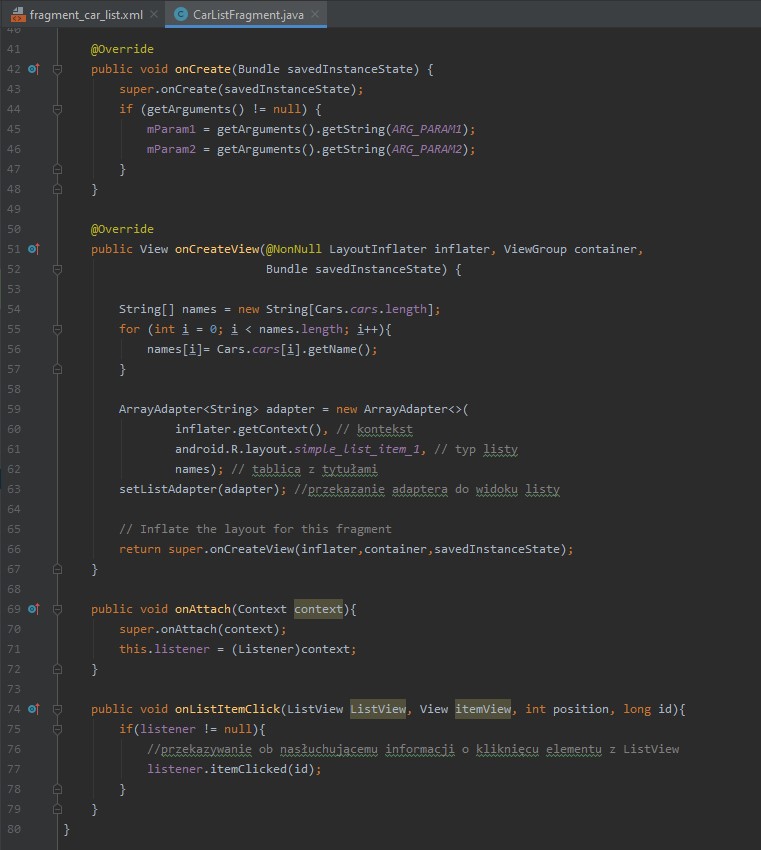 fragment_car_list.xml CarListFragment.java
40
41 @Override
42 public void onCreate(Bundle savedInstanceState) {
43 super.onCreate(savedInstanceState);
44 if (getArguments() != null) {
45 mParam1 = getArguments().getString(ARG_PARAM1);
46 mParam2 = getArguments().getString(ARG_PARAM2);
47 }
48 }
49
50 @Override
51 public View onCreateView(@NonNull LayoutInflater inflater, ViewGroup container,
52 Bundle savedInstanceState) {
53
54 String[] names = new String[Cars.cars.length];
55 for (int i = 0; i < names.length; i++){
56 names[i]= Cars.cars[i].getName();
57 }
58
59 ArrayAdapter<String> adapter = new ArrayAdapter<>(
60 inflater.getContext(), // kontekst
61 android.R.layout.simple_list_item_1, // typ listy
62 names); // tablica z tytułami
63 setListAdapter(adapter); //przekazanie adaptera do widoku listy
64
65 // Inflate the layout for this fragment
66 return super.onCreateView(inflater,container,savedInstanceState);
67 }
68
69 public void onAttach(Context context){
70 super.onAttach(context);
71 this.listener = (Listener)context;
72 }
73
74 public void onListItemClick(ListView ListView, View itemView, int position, long id){
75 if(listener != null){
76 //przekazywanie ob nasłuchującemu informacji o kliknięcu elementu z ListView
77 listener.itemClicked(id);
78 }
79 }
80 }